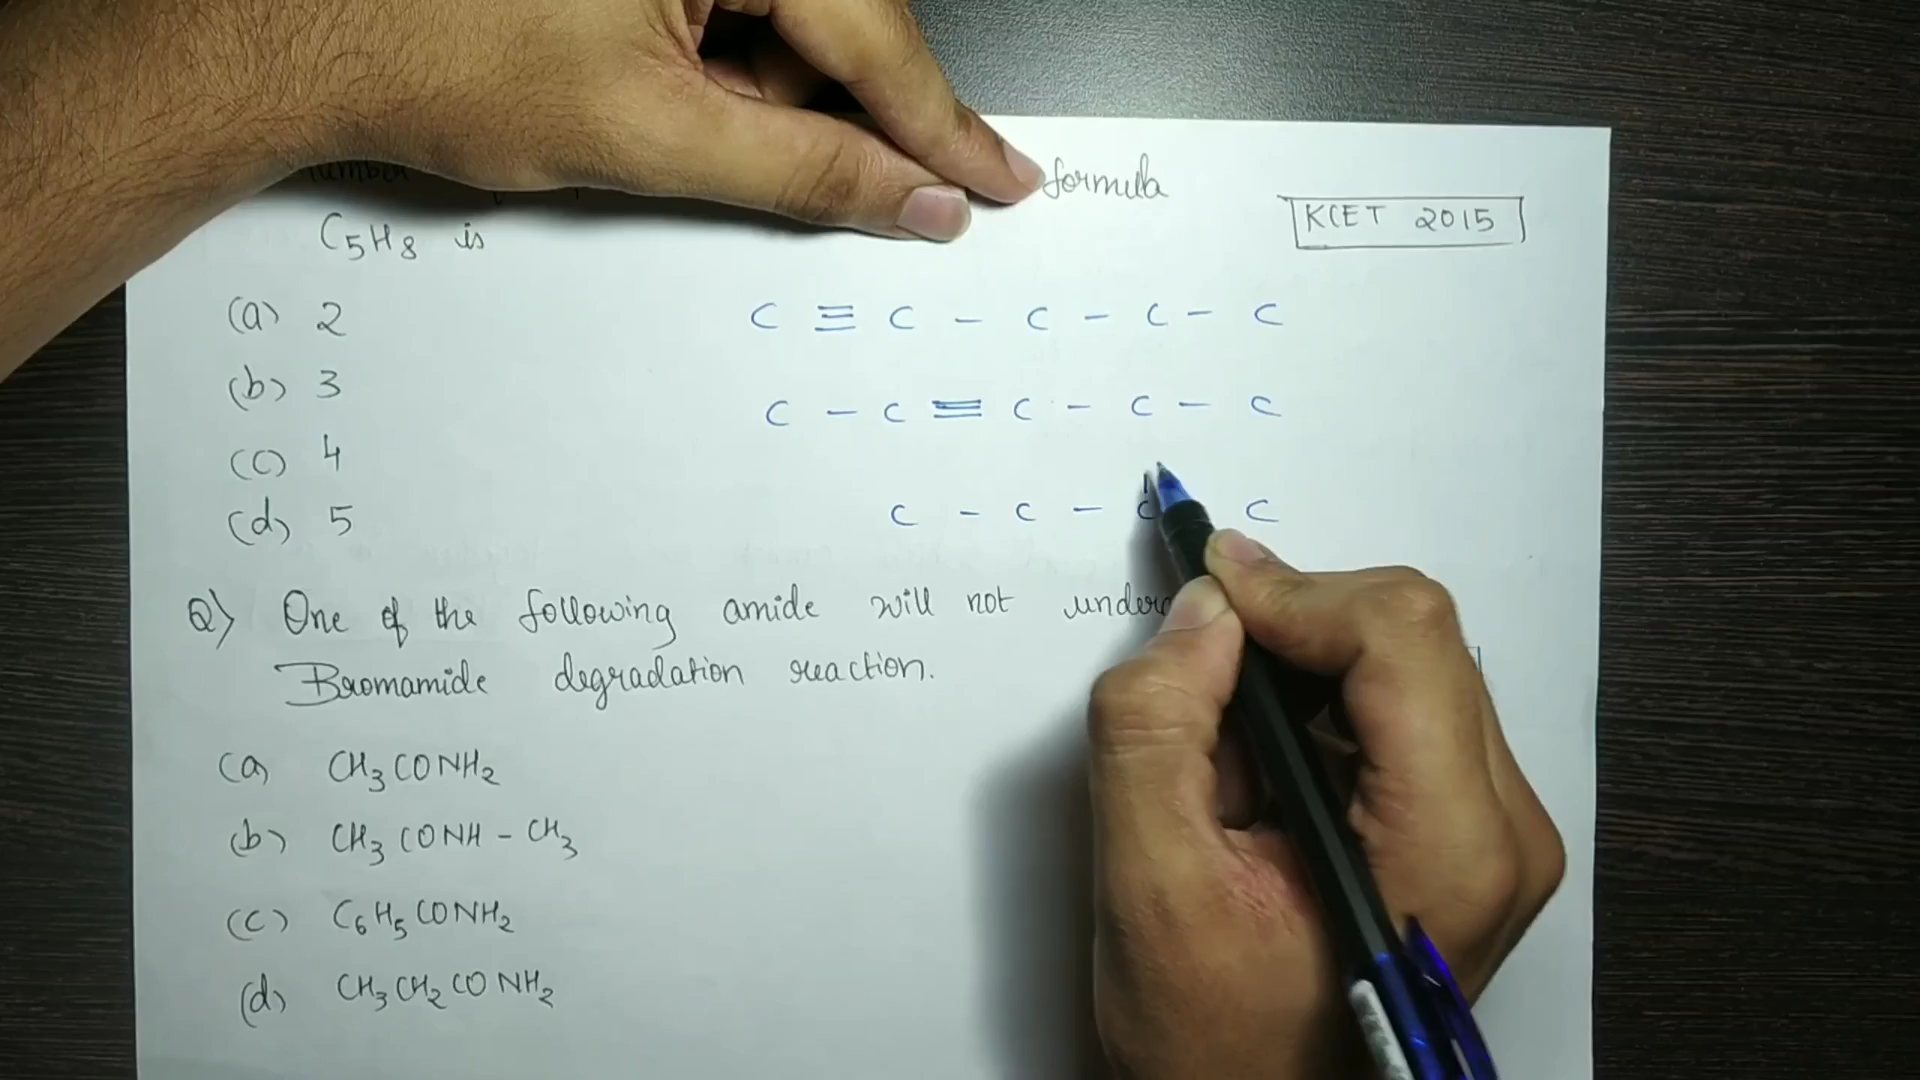 formula
C5H8 is
KCET 2015
(a) 2
C ≡ C - C - C - C
(b) 3
C - C ≡ C - C - C
(c) 4
C - C - C C
(d) 5
Q) One of the following amide will not
Bromamide degradation reaction.
(a) CH3CONH2
(b) CH3CONH - CH3
(c) C6H5CONH2
(d) CH3CH2CONH2